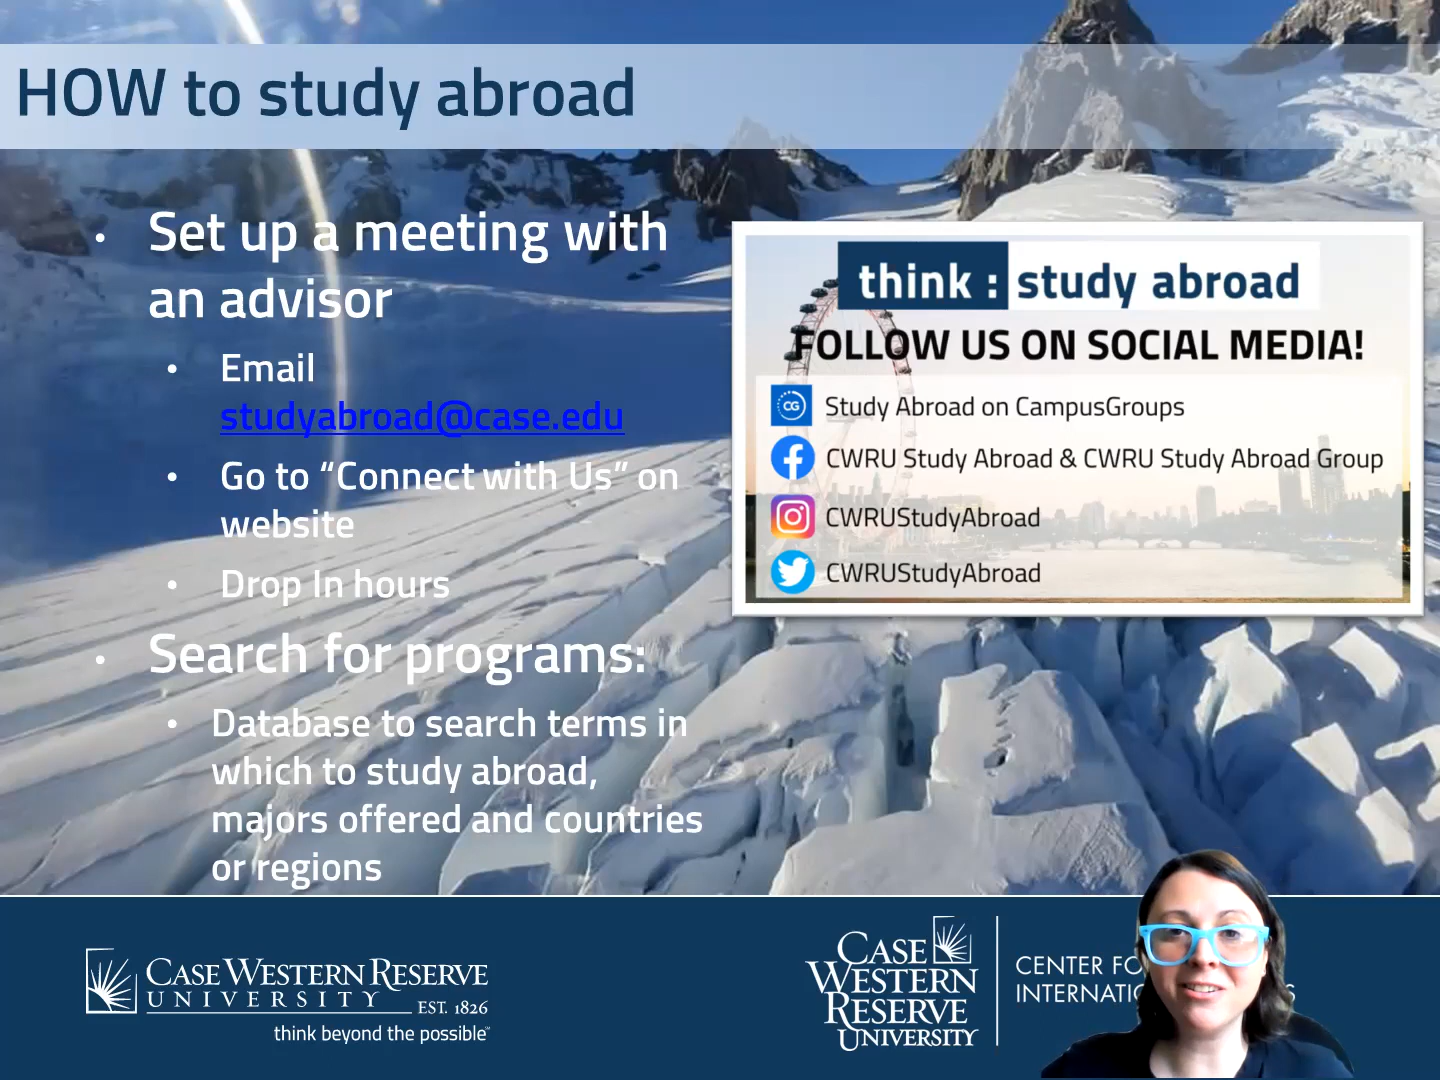 HOW to study abroad
• Set up a meeting with
an advisor
• Email
studyabroad@case.edu
• Go to “Connect with Us” on
website
• Drop In hours
• Search for programs:
• Database to search terms in
which to study abroad,
majors offered and countries
or regions
think : study abroad
FOLLOW US ON SOCIAL MEDIA!
CG Study Abroad on CampusGroups
CWRU Study Abroad & CWRU Study Abroad Group
CWRUStudyAbroad
CWRUStudyAbroad
CASE WESTERN RESERVE
UNIVERSITY
EST. 1826
think beyond the possible℠
CASE
WESTERN
RESERVE
UNIVERSITY
CENTER